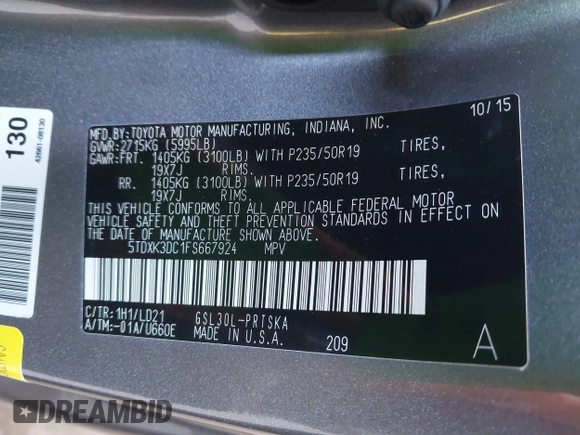 130
42661-08130
10/15
MFD.BY:TOYOTA MOTOR MANUFACTURING, INDIANA, INC.
GVWR:2715KG (5995LB)
GAWR:FRT. 1405KG (3100LB) WITH P235/50R19 TIRES,
19X7J RIMS.
RR. 1405KG (3100LB) WITH P235/50R19 TIRES,
19X7J RIMS.
THIS VEHICLE CONFORMS TO ALL APPLICABLE FEDERAL MOTOR
VEHICLE SAFETY AND THEFT PREVENTION STANDARDS IN EFFECT ON
THE DATE OF MANUFACTURE SHOWN ABOVE.
5TDXK3DC1FS667924 MPV
C/TR:1H1/LD21 GSL30L-PRTSKA
A/TM:-01A/U660E MADE IN U.S.A. 209
A
DREAMBID